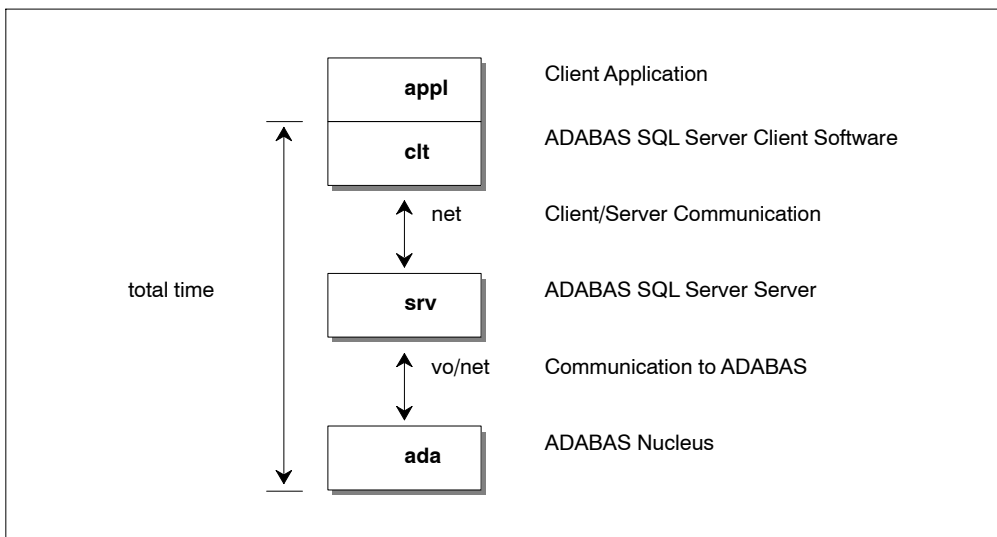 appl Client Application
clt ADABAS SQL Server Client Software
net Client/Server Communication
total time srv ADABAS SQL Server Server
vo/net Communication to ADABAS
ada ADABAS Nucleus